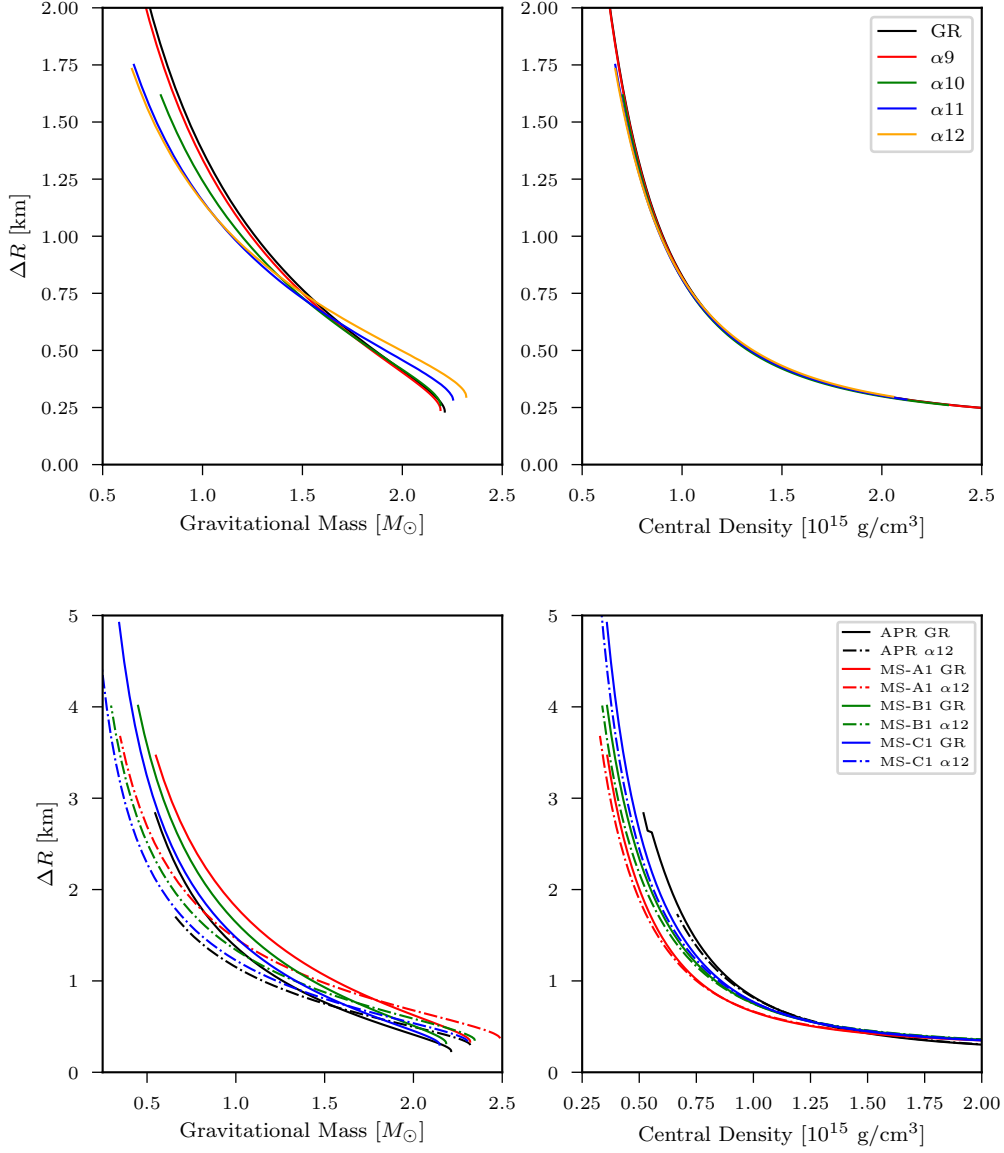 2.00
1.75
1.50
1.25
1.00
0.75
0.50
0.25
0.00
ΔR [km]
0.5 1.0 1.5 2.0 2.5
Gravitational Mass [M⊙]
2.00
1.75
1.50
1.25
1.00
0.75
0.50
0.25
0.00
GR
α9
α10
α11
α12
0.5 1.0 1.5 2.0 2.5
Central Density [10¹⁵ g/cm³]
5
4
3
2
1
0
ΔR [km]
0.5 1.0 1.5 2.0 2.5
Gravitational Mass [M⊙]
5
4
3
2
1
0
APR GR
APR α12
MS-A1 GR
MS-A1 α12
MS-B1 GR
MS-B1 α12
MS-C1 GR
MS-C1 α12
0.25 0.50 0.75 1.00 1.25 1.50 1.75 2.00
Central Density [10¹⁵ g/cm³]